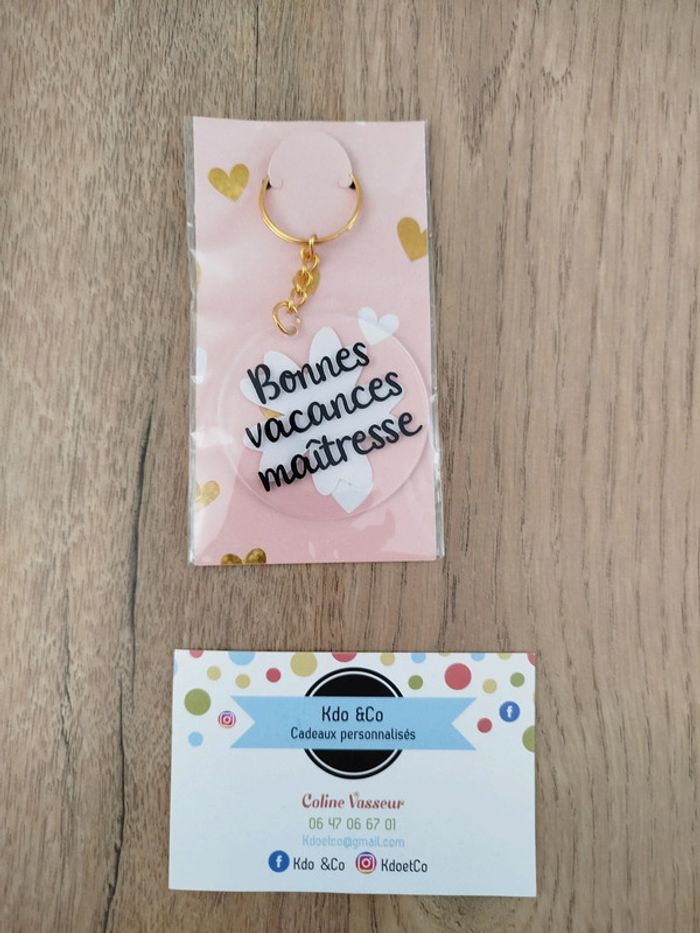 Bonnes
vacances
maîtresse
Kdo &Co
Cadeaux personnalisés
Coline Vasseur
06 47 06 67 01
Kdoetco@gmail.com
Kdo &Co KdoetCo